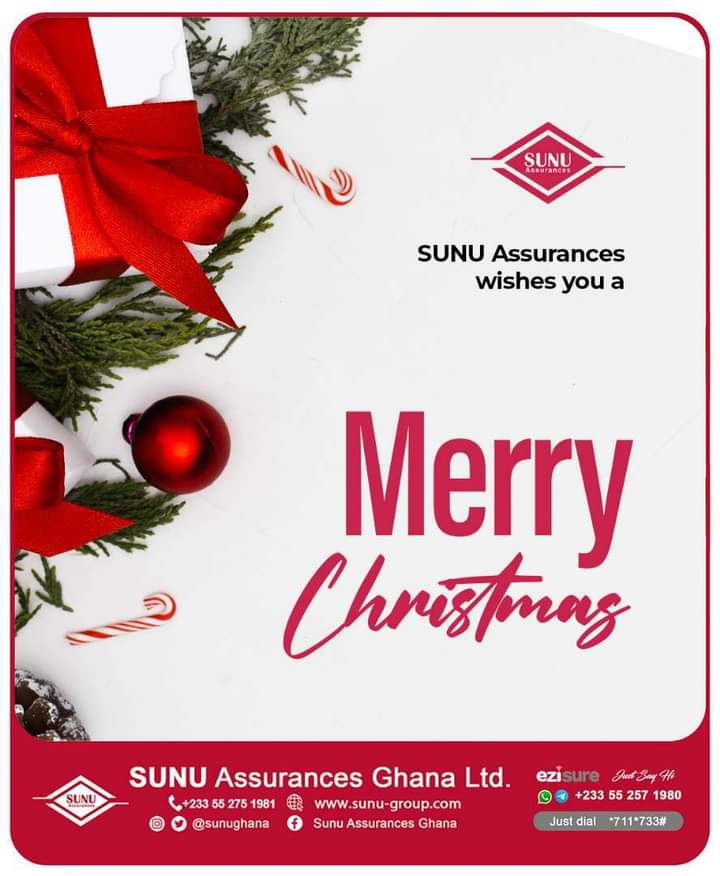 SUNU
Assurances
SUNU Assurances
wishes you a
Merry
Christmas
SUNU
Assurances
SUNU Assurances Ghana Ltd.
+233 55 275 1981 www.sunu-group.com
@sunughana Sunu Assurances Ghana
ezisure Just Say Hi
+233 55 257 1980
Just dial *711*733#